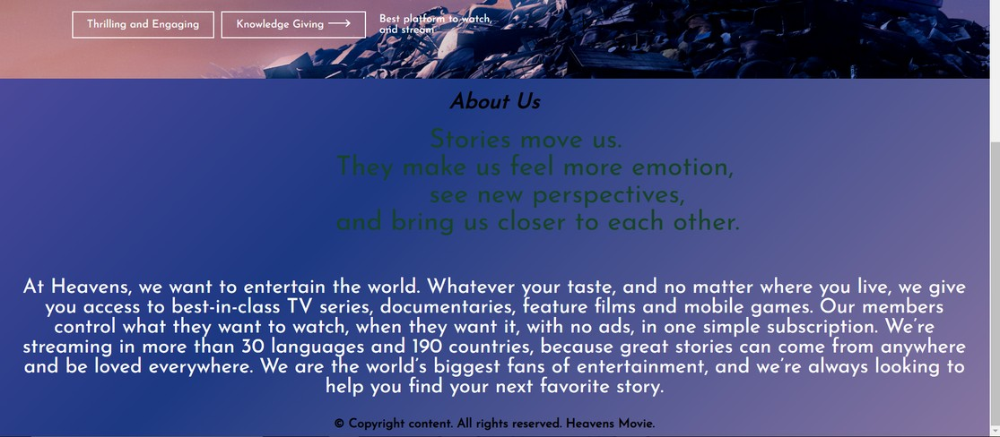 Thrilling and Engaging
Knowledge Giving
Best platform to watch,
and stream
About Us
Stories move us.
They make us feel more emotion,
see new perspectives,
and bring us closer to each other.
At Heavens, we want to entertain the world. Whatever your taste, and no matter where you live, we give
you access to best-in-class TV series, documentaries, feature films and mobile games. Our members
control what they want to watch, when they want it, with no ads, in one simple subscription. We're
streaming in more than 30 languages and 190 countries, because great stories can come from anywhere
and be loved everywhere. We are the world's biggest fans of entertainment, and we're always looking to
help you find your next favorite story.
© Copyright content. All rights reserved. Heavens Movie.